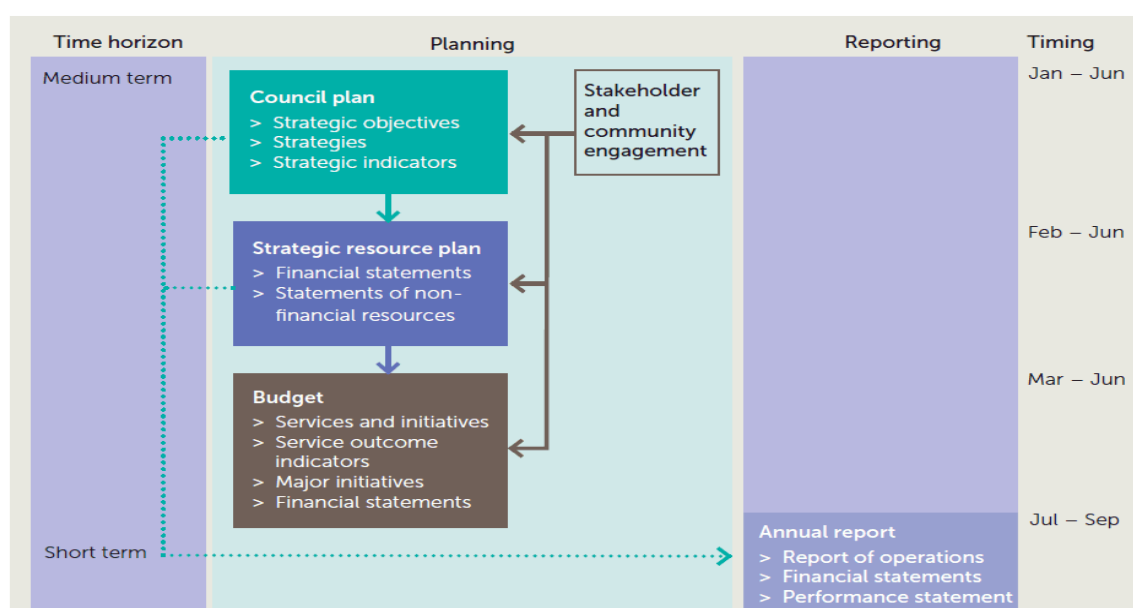 Time horizon
Planning
Reporting
Timing
Medium term
Jan – Jun
Council plan
> Strategic objectives
> Strategies
> Strategic indicators
Stakeholder
and
community
engagement
Feb – Jun
Strategic resource plan
> Financial statements
> Statements of non-
financial resources
Mar – Jun
Budget
> Services and initiatives
> Service outcome
indicators
> Major initiatives
> Financial statements
Jul – Sep
Short term
Annual report
> Report of operations
> Financial statements
> Performance statement